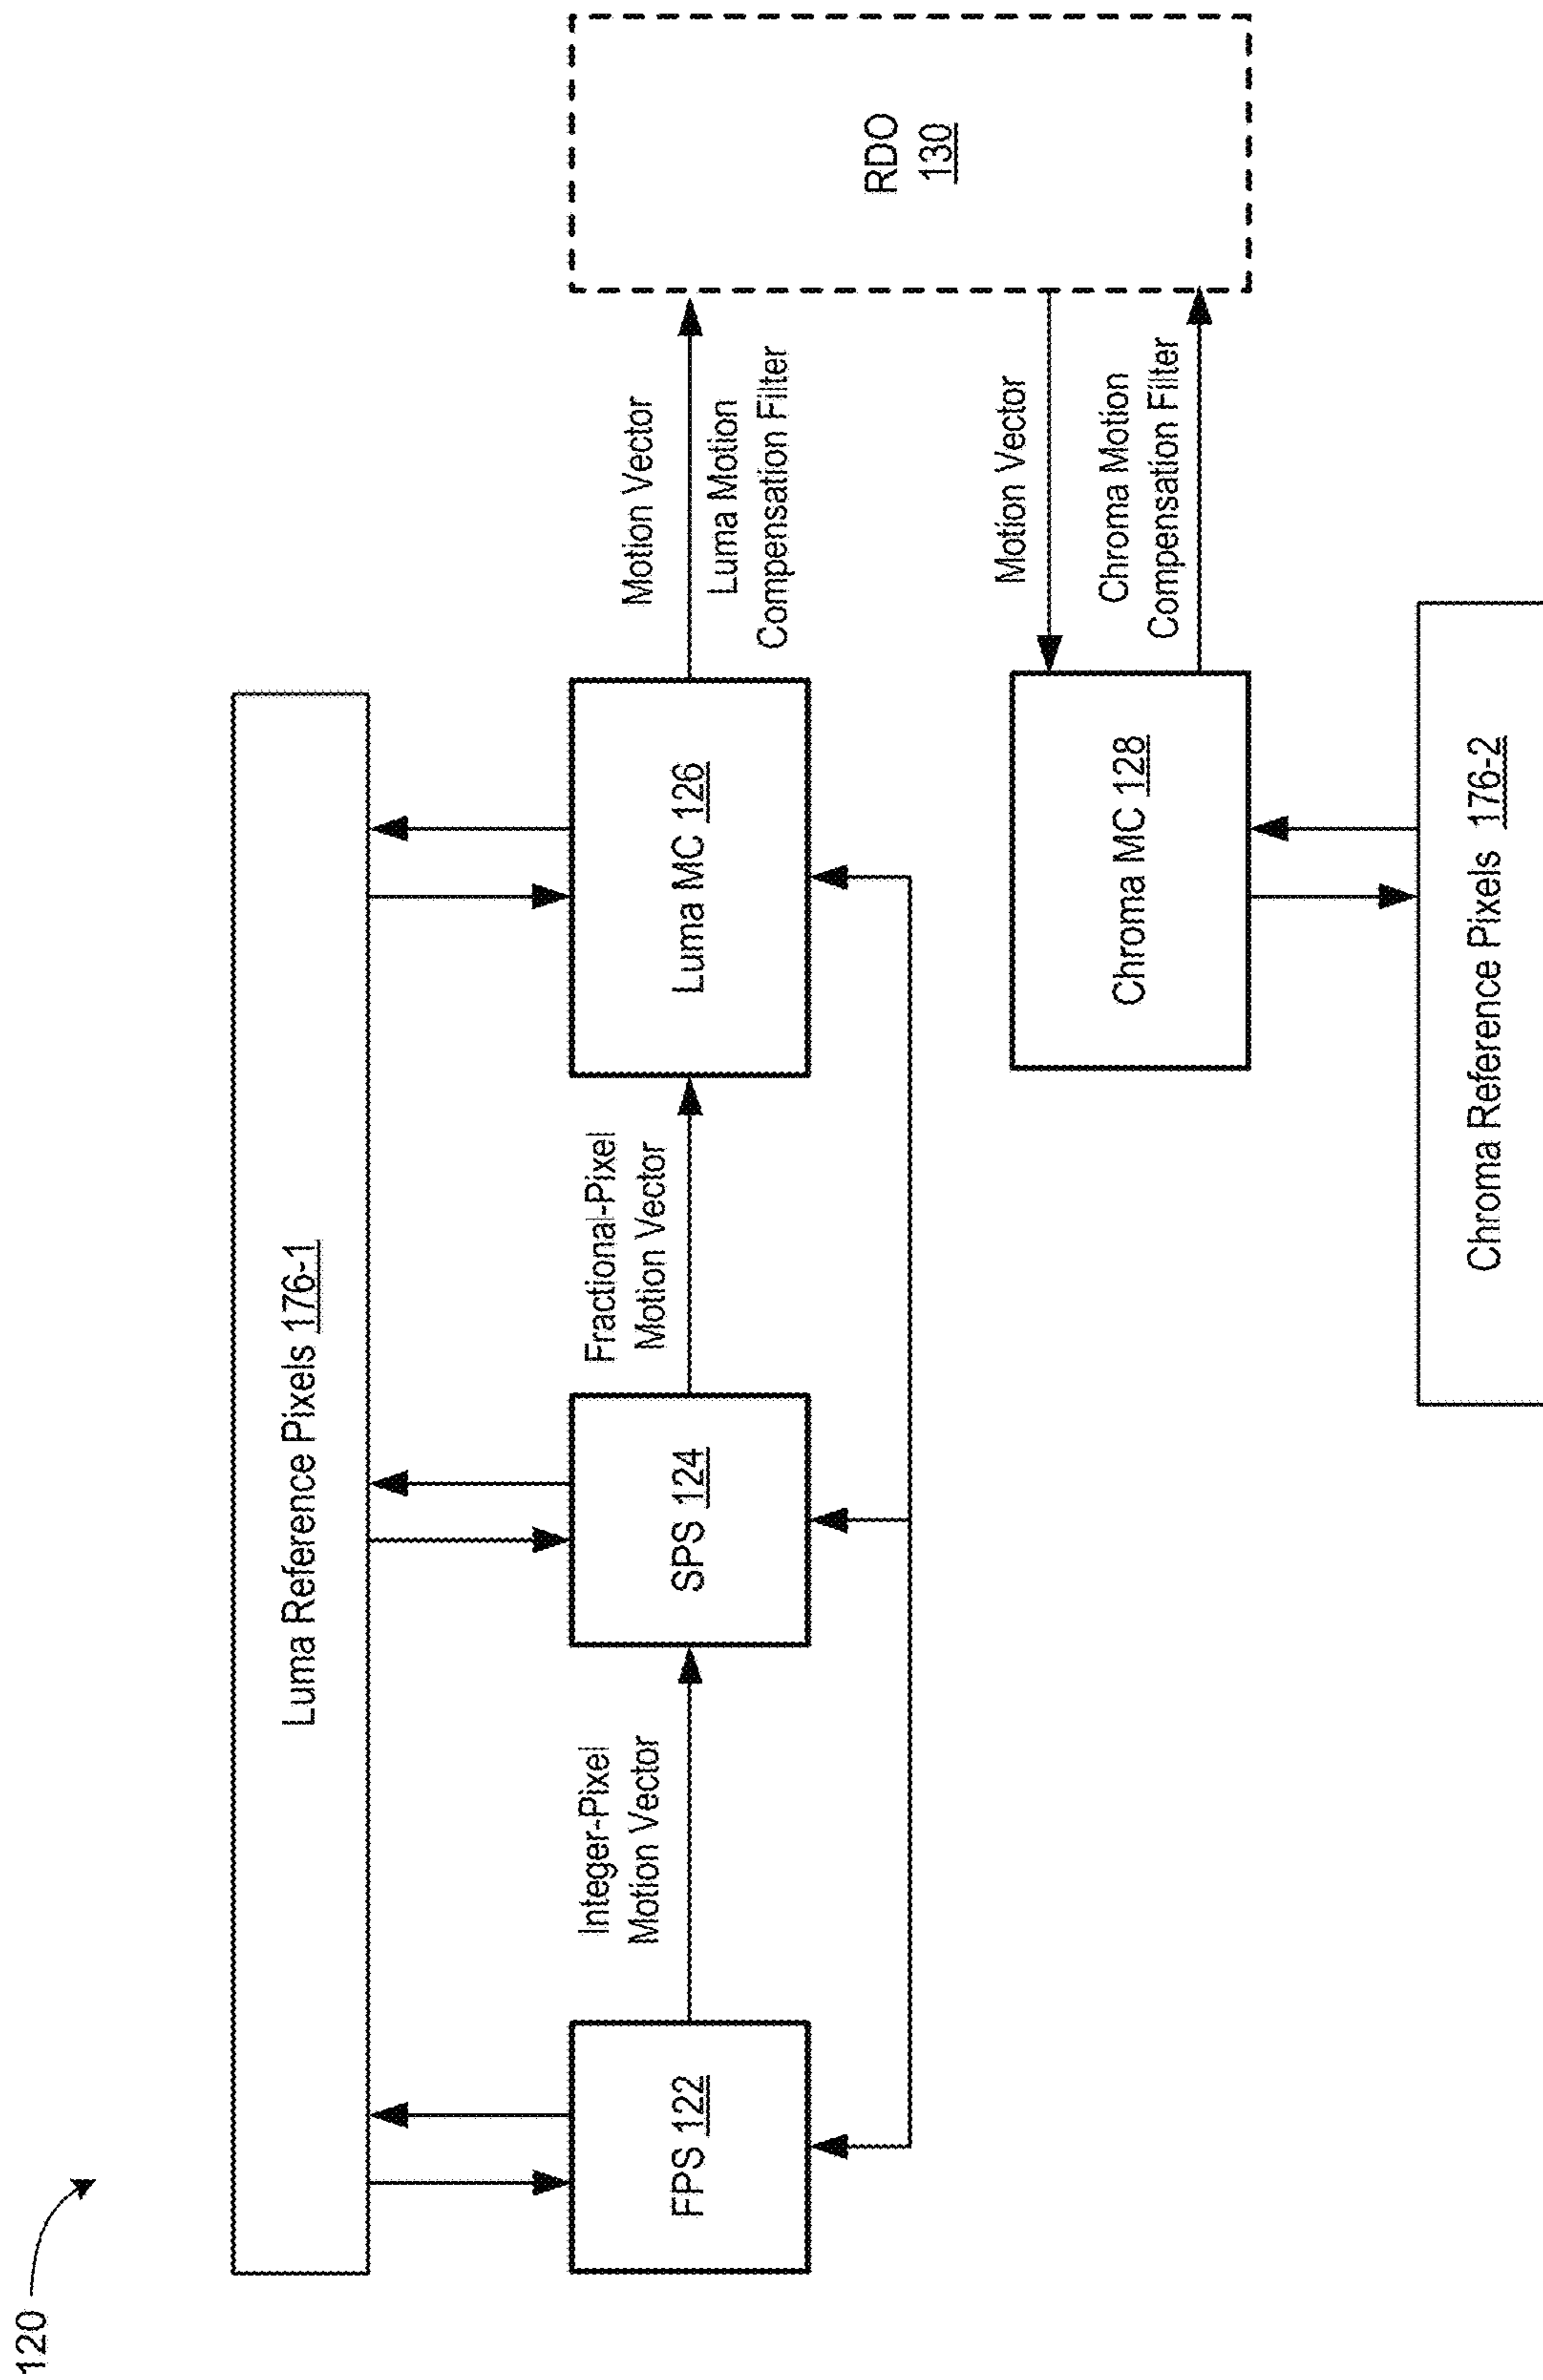 120
Luma Reference Pixels 176-1
FPS 122
Integer-Pixel
Motion Vector
SPS 124
Fractional-Pixel
Motion Vector
Luma MC 126
Motion Vector
Luma Motion
Compensation Filter
RDO
130
Motion Vector
Chroma Motion
Compensation Filter
Chroma MC 128
Chroma Reference Pixels 176-2